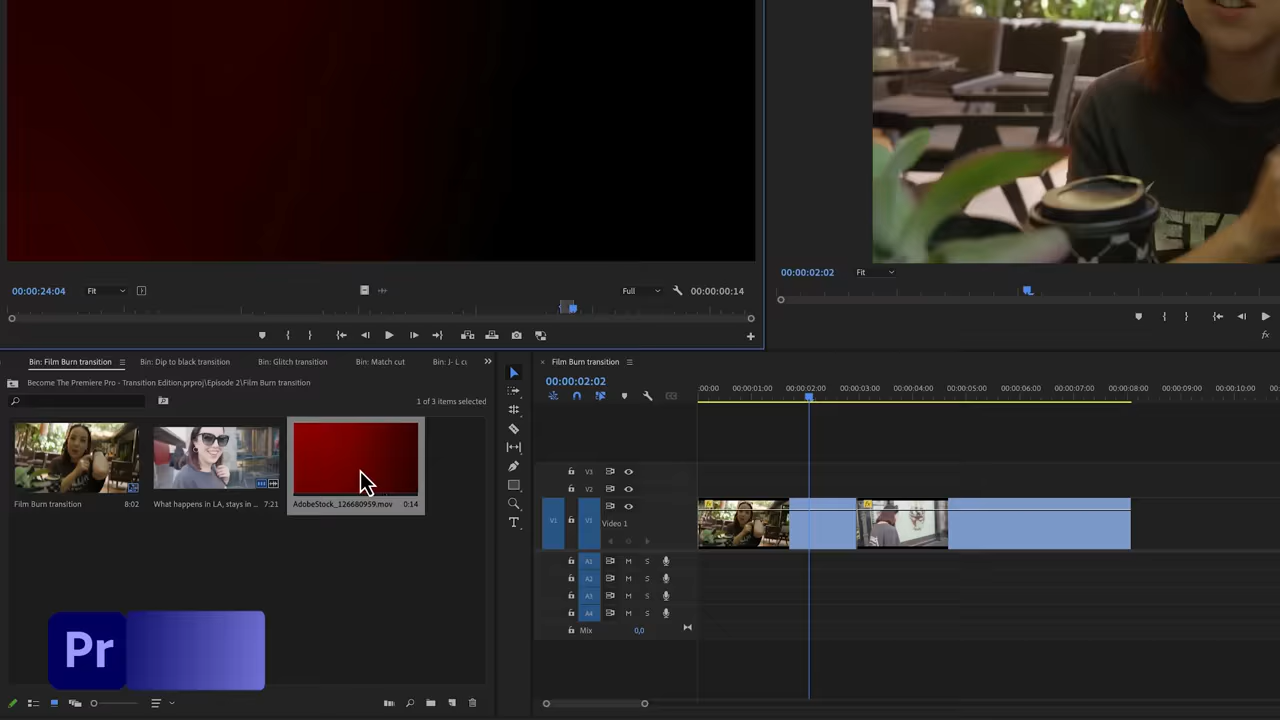 ETA
00:00:24:04 Fit Full 00:00:00:14
00:00:02:02 Fit
Bin: Film Burn transition Bin: Dip to black transition Bin: Glitch transition Bin: Match cut Bin: J- L cu
Become The Premiere Pro - Transition Edition.prproj\Episode 2\Film Burn transition
1 of 3 items selected
Film Burn transition 8:02
What happens in LA, stays in ... 7:21
AdobeStock_126680959.mov 0:14
Pr
× Film Burn transition
00:00:02:02
:00:00 00:00:01:00 00:00:02:00 00:00:03:00 00:00:04:00 00:00:05:00 00:00:06:00 00:00:07:00 00:00:08:00 00:00:09:00 00:00:10:00
V3
V2
V1 V1 Video 1
A1 M S
A2 M S
A3 M S
A4 M S
Mix 0,0
fx